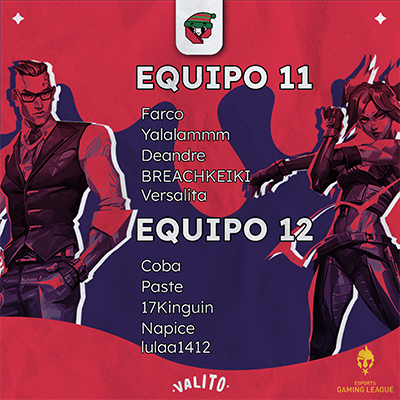 EQUIPO 11
Farco
Yalalammm
Deandre
BREACHKEIKI
Versalita
EQUIPO 12
Coba
Paste
17Kinguin
Napice
lulaa1412
VALITO
ESPORTS
GAMING LEAGUE